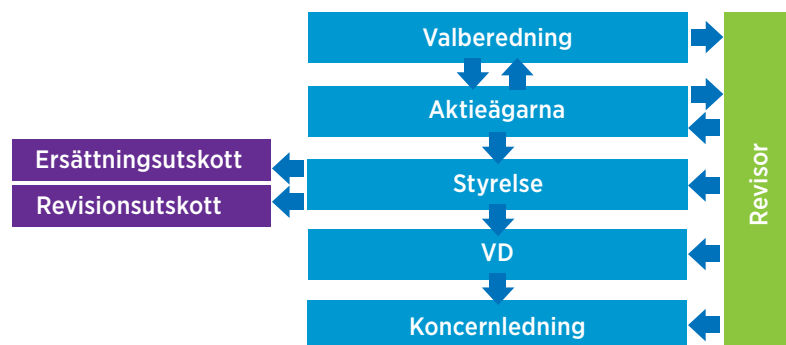 Valberedning
Aktieägarna
Ersättningsutskott
Styrelse
Revisionsutskott
VD
Koncernledning
Revisor